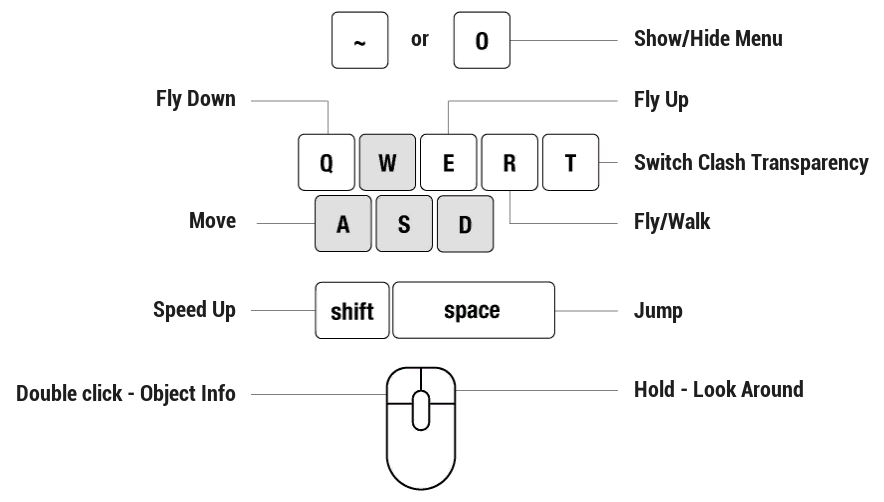 ~ or O Show/Hide Menu
Fly Down Fly Up
Q W E R T Switch Clash Transparency
Move A S D Fly/Walk
Speed Up shift space Jump
Double click - Object Info Hold - Look Around